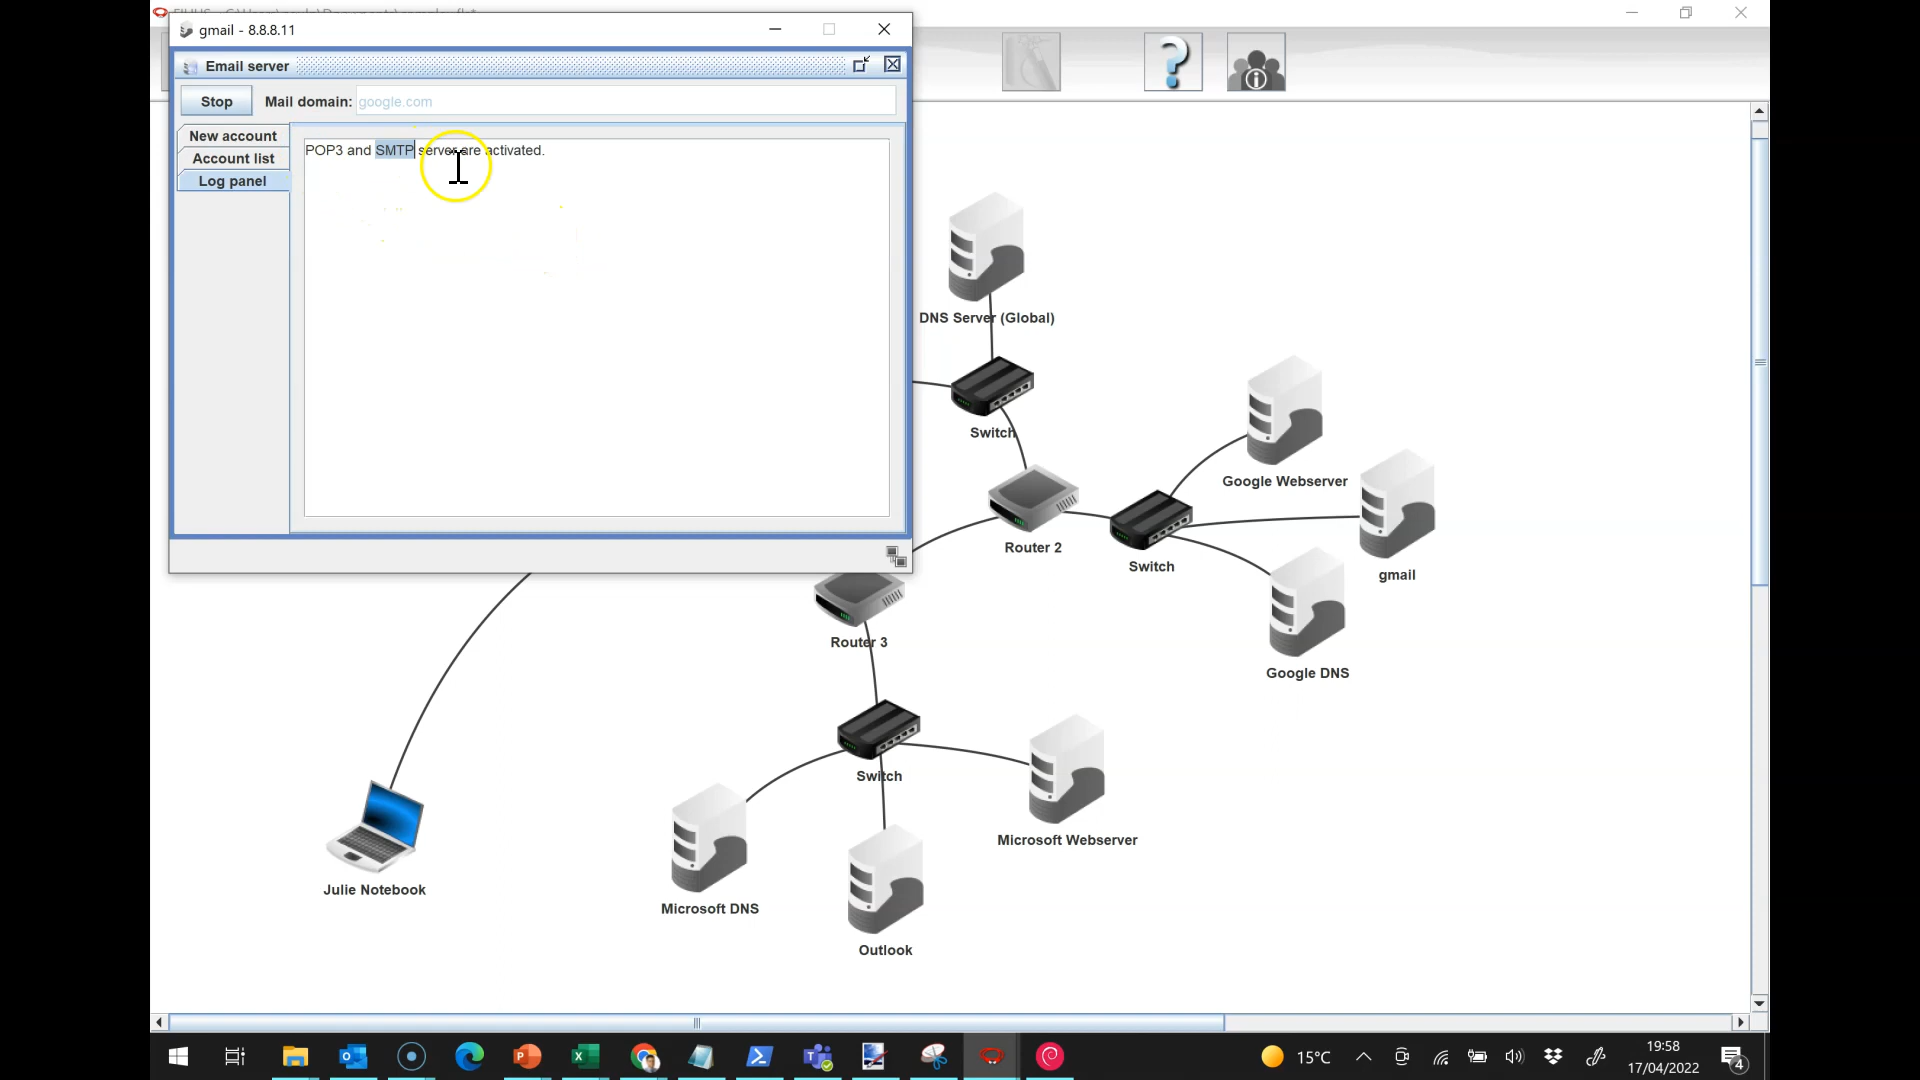 gmail - 8.8.8.11
Email server
Stop
Mail domain: google.com
New account
Account list
Log panel
POP3 and SMTP server are activated.
DNS Server (Global)
Switch
Google Webserver
Router 2
Switch
gmail
Router 3
Google DNS
Switch
Microsoft Webserver
Julie Notebook
Microsoft DNS
Outlook
15°C
19:58
17/04/2022
4